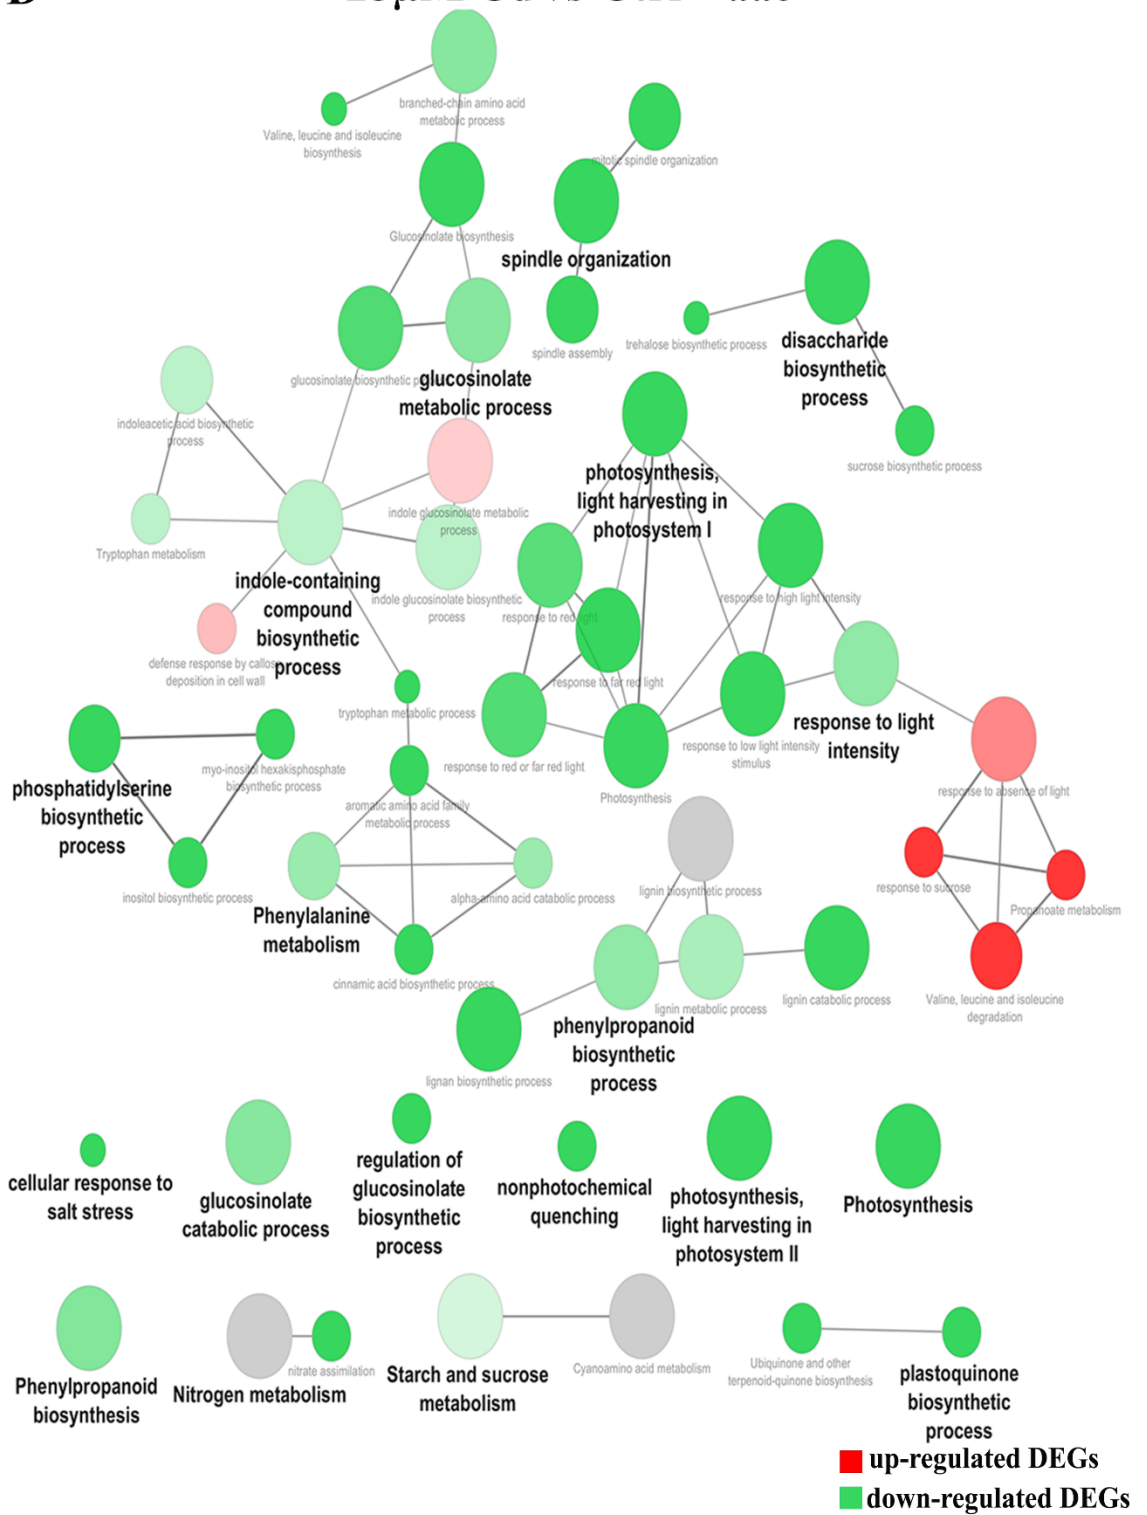 branched-chain amino acid
metabolic process
Valine, leucine and isoleucine
biosynthesis
mitotic spindle organization
Glucosinolate biosynthesis
spindle organization
spindle assembly
trehalose biosynthetic process
disaccharide
biosynthetic
process
sucrose biosynthetic process
glucosinolate biosynthetic
glucosinolate
metabolic process
indoleacetic acid biosynthetic
process
photosynthesis,
light harvesting in
photosystem I
indole glucosinolate metabolic
process
Tryptophan metabolism
indole-containing
compound
biosynthetic
process
indole glucosinolate biosynthetic
process
response to red light
response to high light intensity
defense response by callose
deposition in cell wall
response to far red light
tryptophan metabolic process
response to low light intensity
stimulus
response to light
intensity
response to red or far red light
Photosynthesis
myo-inositol hexakisphosphate
biosynthetic process
phosphatidylserine
biosynthetic
process
response to absence of light
aromatic amino acid family
metabolic process
inositol biosynthetic process
Phenylalanine
metabolism
alpha-amino acid catabolic process
lignin biosynthetic process
response to sucrose
Propanoate metabolism
cinnamic acid biosynthetic process
lignin metabolic process
lignin catabolic process
Valine, leucine and isoleucine
degradation
phenylpropanoid
biosynthetic
process
lignan biosynthetic process
cellular response to
salt stress
glucosinolate
catabolic process
regulation of
glucosinolate
biosynthetic
process
nonphotochemical
quenching
photosynthesis,
light harvesting in
photosystem II
Photosynthesis
Phenylpropanoid
biosynthesis
Nitrogen metabolism
nitrate assimilation
Starch and sucrose
metabolism
Cyanoamino acid metabolism
Ubiquinone and other
terpenoid-quinone biosynthesis
plastoquinone
biosynthetic
process
up-regulated DEGs
down-regulated DEGs